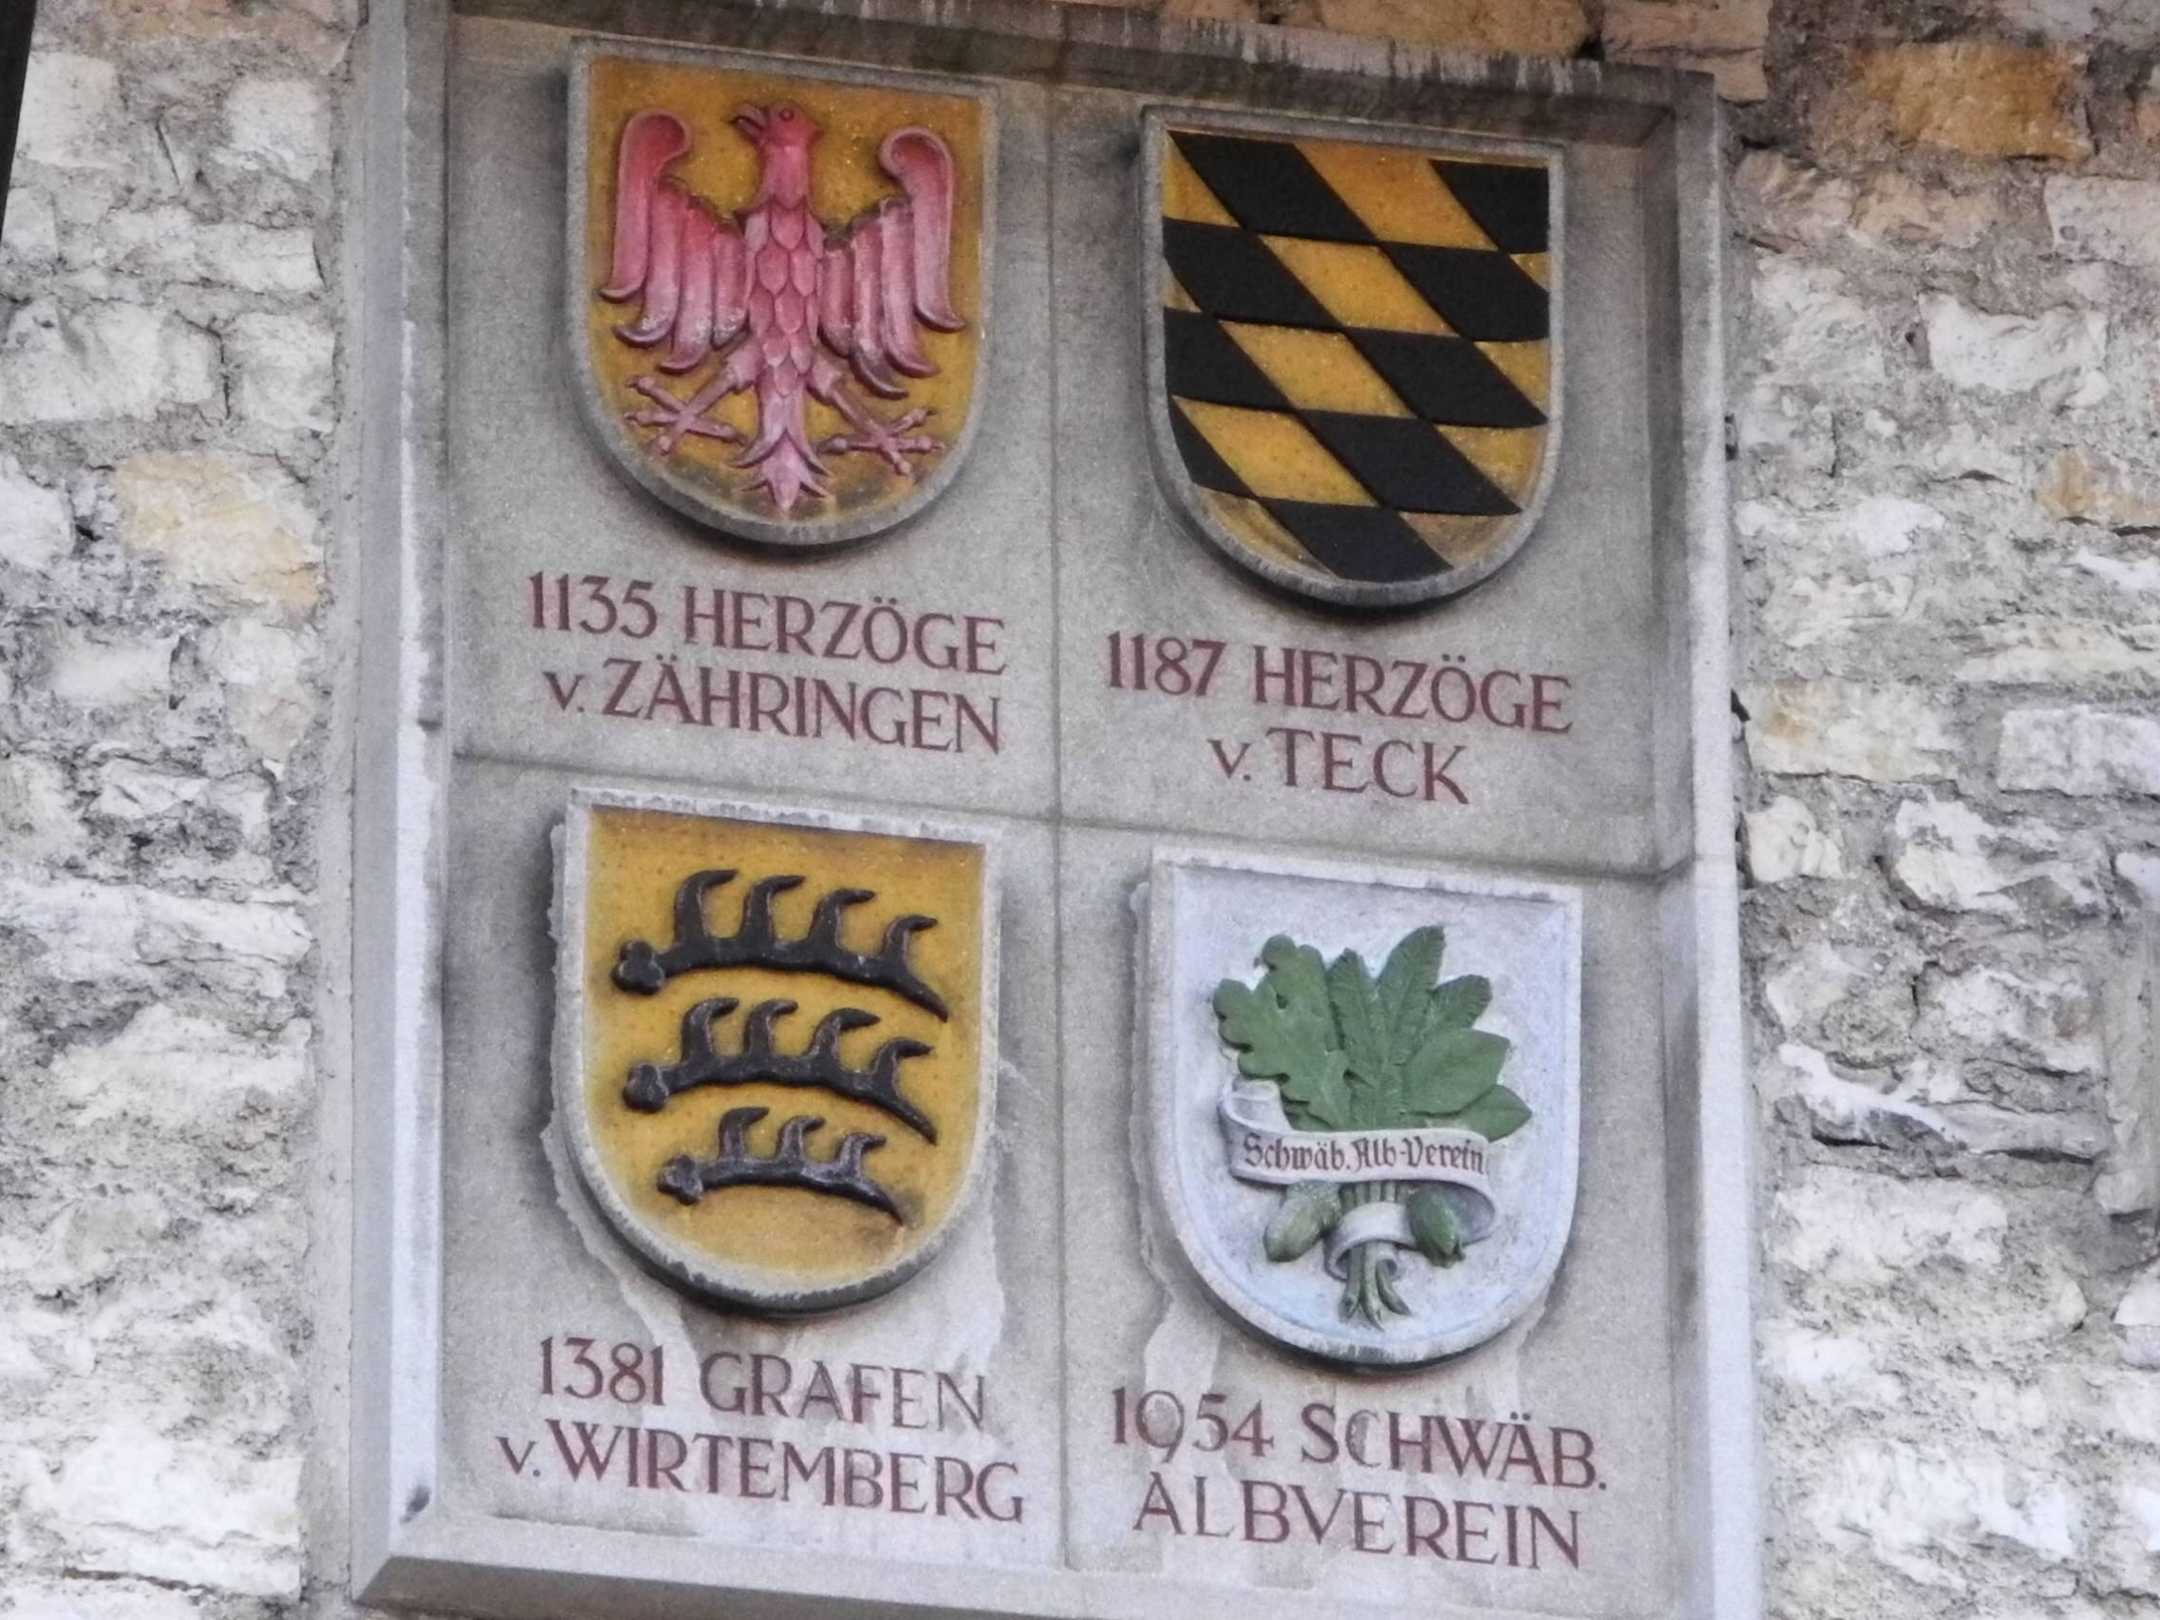 1135 HERZÖGE
v. ZÄHRINGEN
1187 HERZÖGE
v. TECK
1381 GRAFEN
v. WIRTEMBERG
Schwäb. Alb-Verein
1954 SCHWÄB.
ALBVEREIN